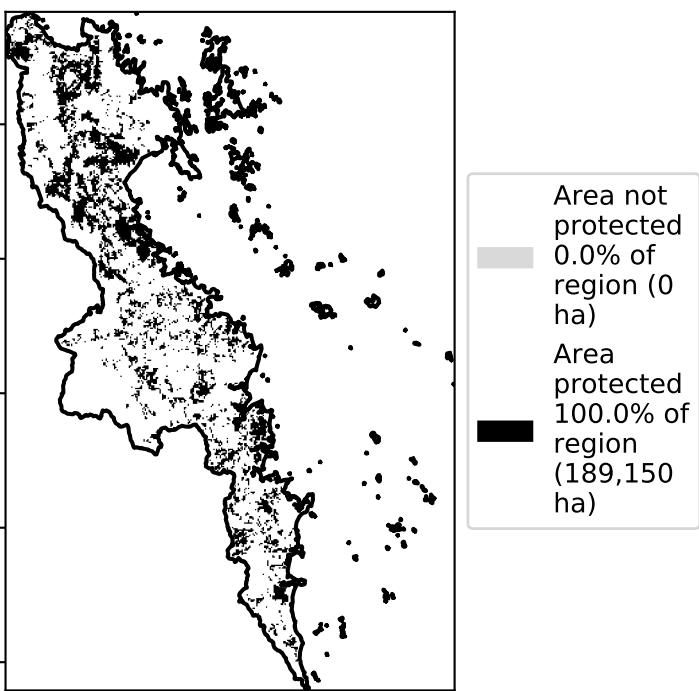 Area not
protected
0.0% of
region (0
ha)
Area
protected
100.0% of
region
(189,150
ha)